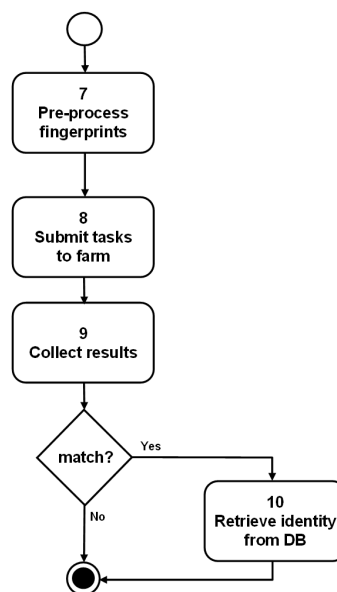 7
Pre-process
fingerprints
8
Submit tasks
to farm
9
Collect results
match?
Yes
No
10
Retrieve identity
from DB